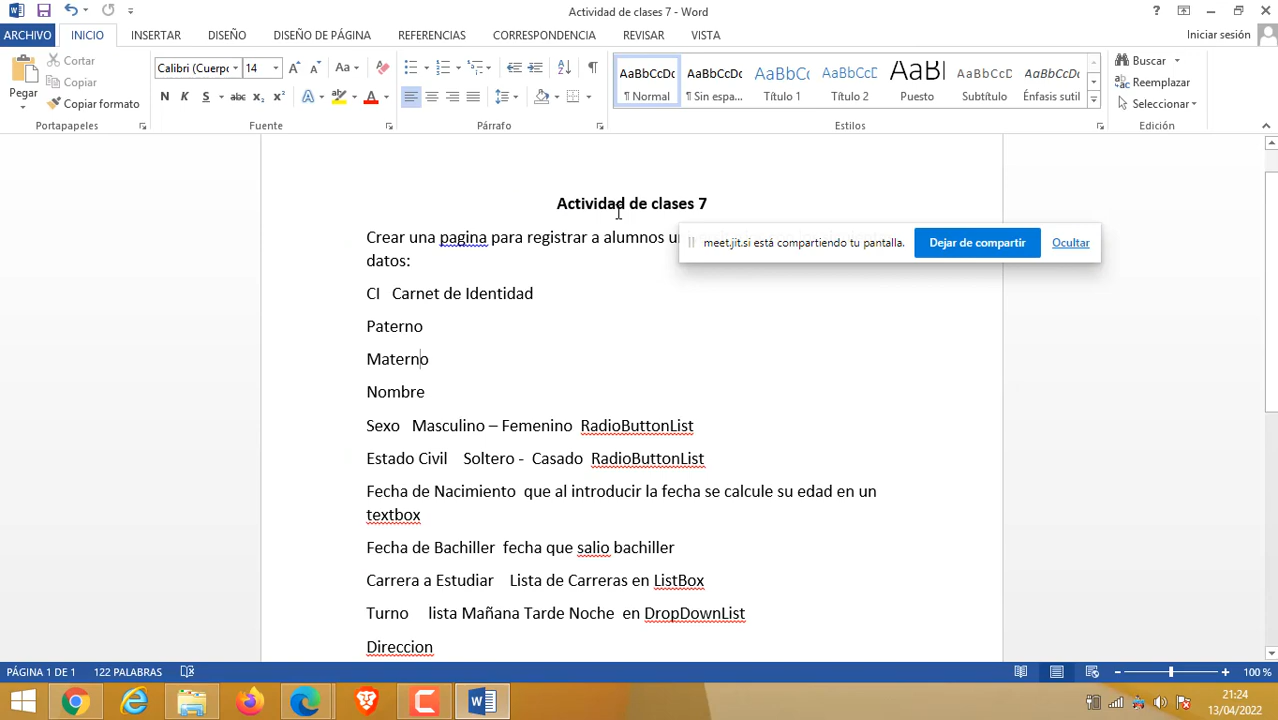 Actividad de clases 7 - Word
ARCHIVO INICIO INSERTAR DISEÑO DISEÑO DE PÁGINA REFERENCIAS CORRESPONDENCIA REVISAR VISTA Iniciar sesión
Pegar Cortar Copiar Copiar formato
Portapapeles
Calibri (Cuerpo 14 Aa
N K S abc x₂ x² A A
Fuente
Párrafo
AaBbCcDc AaBbCcDc AaBbCc AaBbCcD AaBb AaBbCcD AaBbCcDc
¶ Normal ¶ Sin espa... Título 1 Título 2 Puesto Subtítulo Énfasis sutil
Estilos
Buscar
Reemplazar
Seleccionar
Edición
Actividad de clases 7
Crear una pagina para registrar a alumnos
meet.jit.si está compartiendo tu pantalla. Dejar de compartir Ocultar
datos:
CI Carnet de Identidad
Paterno
Materno
Nombre
Sexo Masculino – Femenino RadioButtonList
Estado Civil Soltero - Casado RadioButtonList
Fecha de Nacimiento que al introducir la fecha se calcule su edad en un
textbox
Fecha de Bachiller fecha que salio bachiller
Carrera a Estudiar Lista de Carreras en ListBox
Turno lista Mañana Tarde Noche en DropDownList
Direccion
PÁGINA 1 DE 1 122 PALABRAS 100 %
21:24
13/04/2022